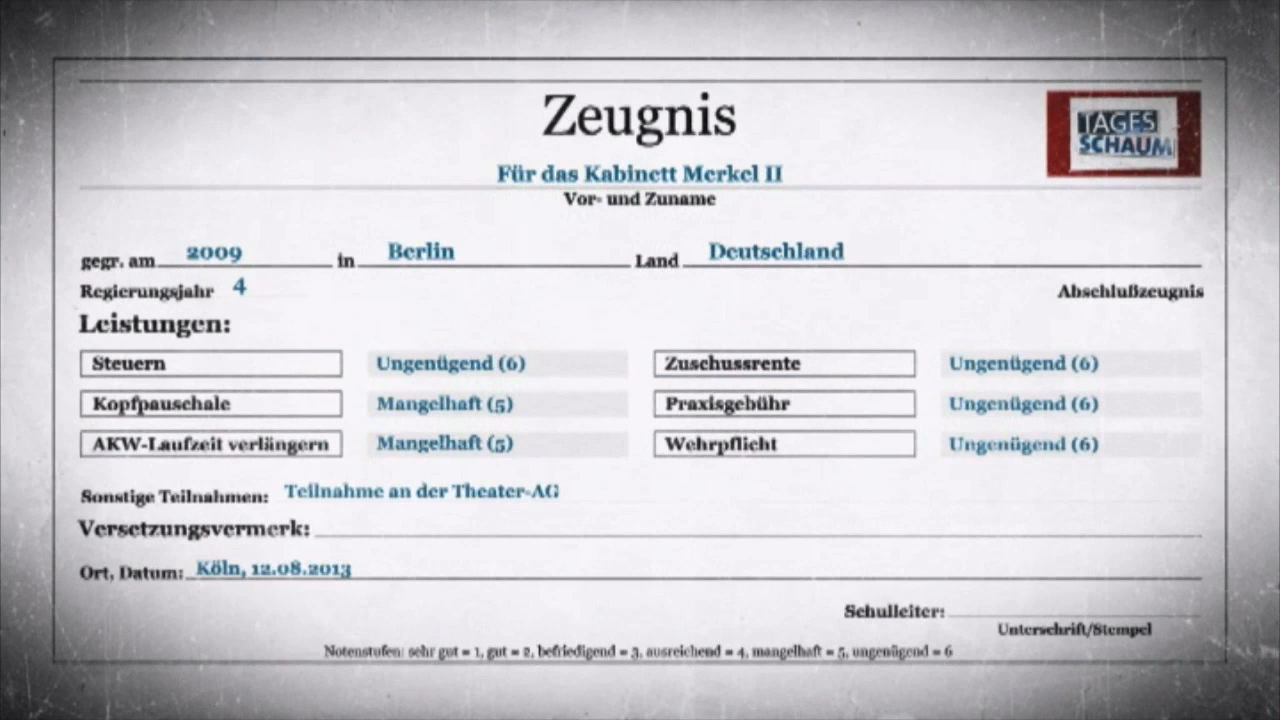 Zeugnis
TAGES
SCHAUM
Für das Kabinett Merkel II
Vor- und Zuname
gegr. am 2009 in Berlin Land Deutschland
Regierungsjahr 4 Abschlußzeugnis
Leistungen:
Steuern Ungenügend (6) Zuschussrente Ungenügend (6)
Kopfpauschale Mangelhaft (5) Praxisgebühr Ungenügend (6)
AKW-Laufzeit verlängern Mangelhaft (5) Wehrpflicht Ungenügend (6)
Sonstige Teilnahmen: Teilnahme an der Theater-AG
Versetzungsvermerk:
Ort, Datum: Köln, 12.08.2013
Schulleiter:
Unterschrift/Stempel
Notenstufen: sehr gut = 1, gut = 2, befriedigend = 3, ausreichend = 4, mangelhaft = 5, ungenügend = 6